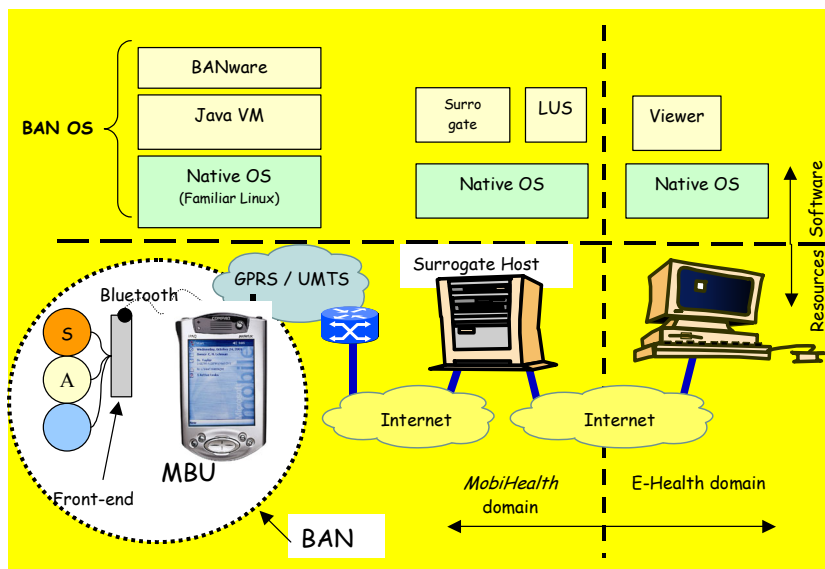 BANware
BAN OS
Java VM
Native OS
(Familiar Linux)
Surro
gate
LUS
Viewer
Native OS
Native OS
Software
Resources
GPRS / UMTS
Surrogate Host
Bluetooth
S
A
mobile
MBU
Front-end
BAN
Internet
Internet
MobiHealth
domain
E-Health domain